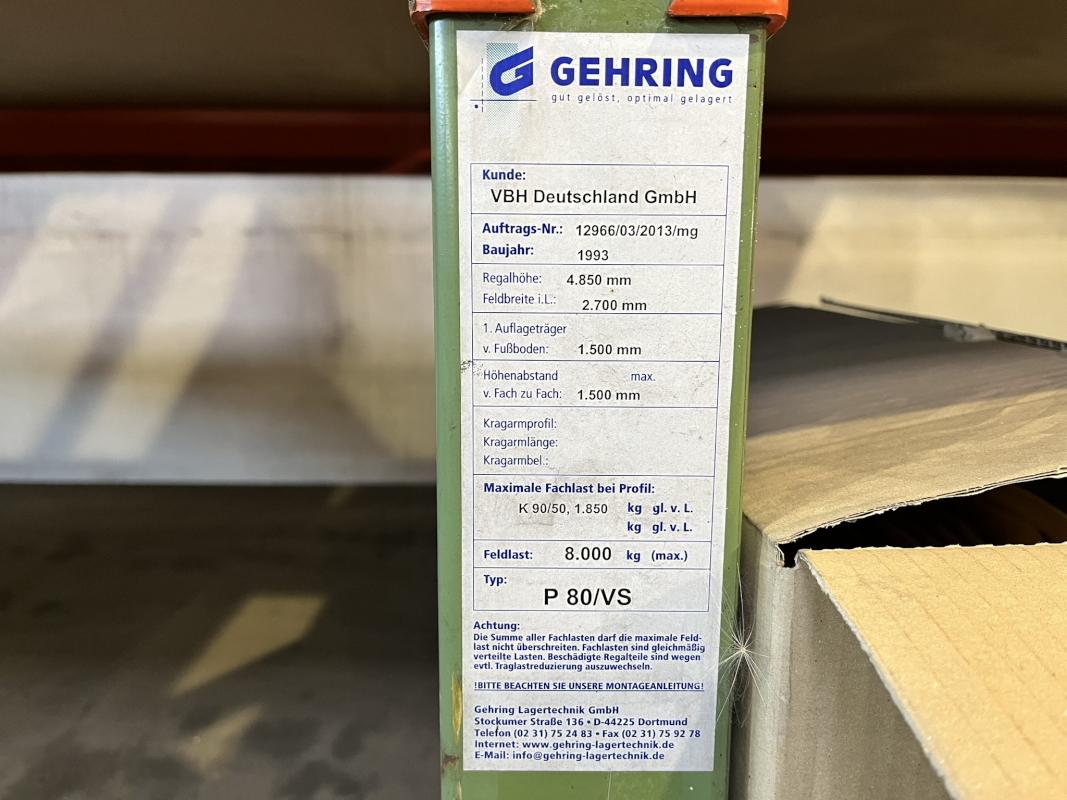 GEHRING
gut gelöst, optimal gelagert
Kunde:
VBH Deutschland GmbH
Auftrags-Nr.: 12966/03/2013/mg
Baujahr: 1993
Regalhöhe: 4.850 mm
Feldbreite i.L.: 2.700 mm
1. Auflageträger
v. Fußboden: 1.500 mm
Höhenabstand max.
v. Fach zu Fach: 1.500 mm
Kragarmprofil:
Kragarmlänge:
Kragarmbel.:
Maximale Fachlast bei Profil:
K 90/50, 1.850 kg gl. v. L.
kg gl. v. L.
Feldlast: 8.000 kg (max.)
Typ:
P 80/VS
Achtung:
Die Summe aller Fachlasten darf die maximale Feld-
last nicht überschreiten. Fachlasten sind gleichmäßig
verteilte Lasten. Beschädigte Regalteile sind wegen
evtl. Traglastreduzierung auszuwechseln.
!BITTE BEACHTEN SIE UNSERE MONTAGEANLEITUNG!
Gehring Lagertechnik GmbH
Stockumer Straße 136 • D-44225 Dortmund
Telefon (02 31) 75 24 83 • Fax (02 31) 75 92 78
Internet: www.gehring-lagertechnik.de
E-Mail: info@gehring-lagertechnik.de